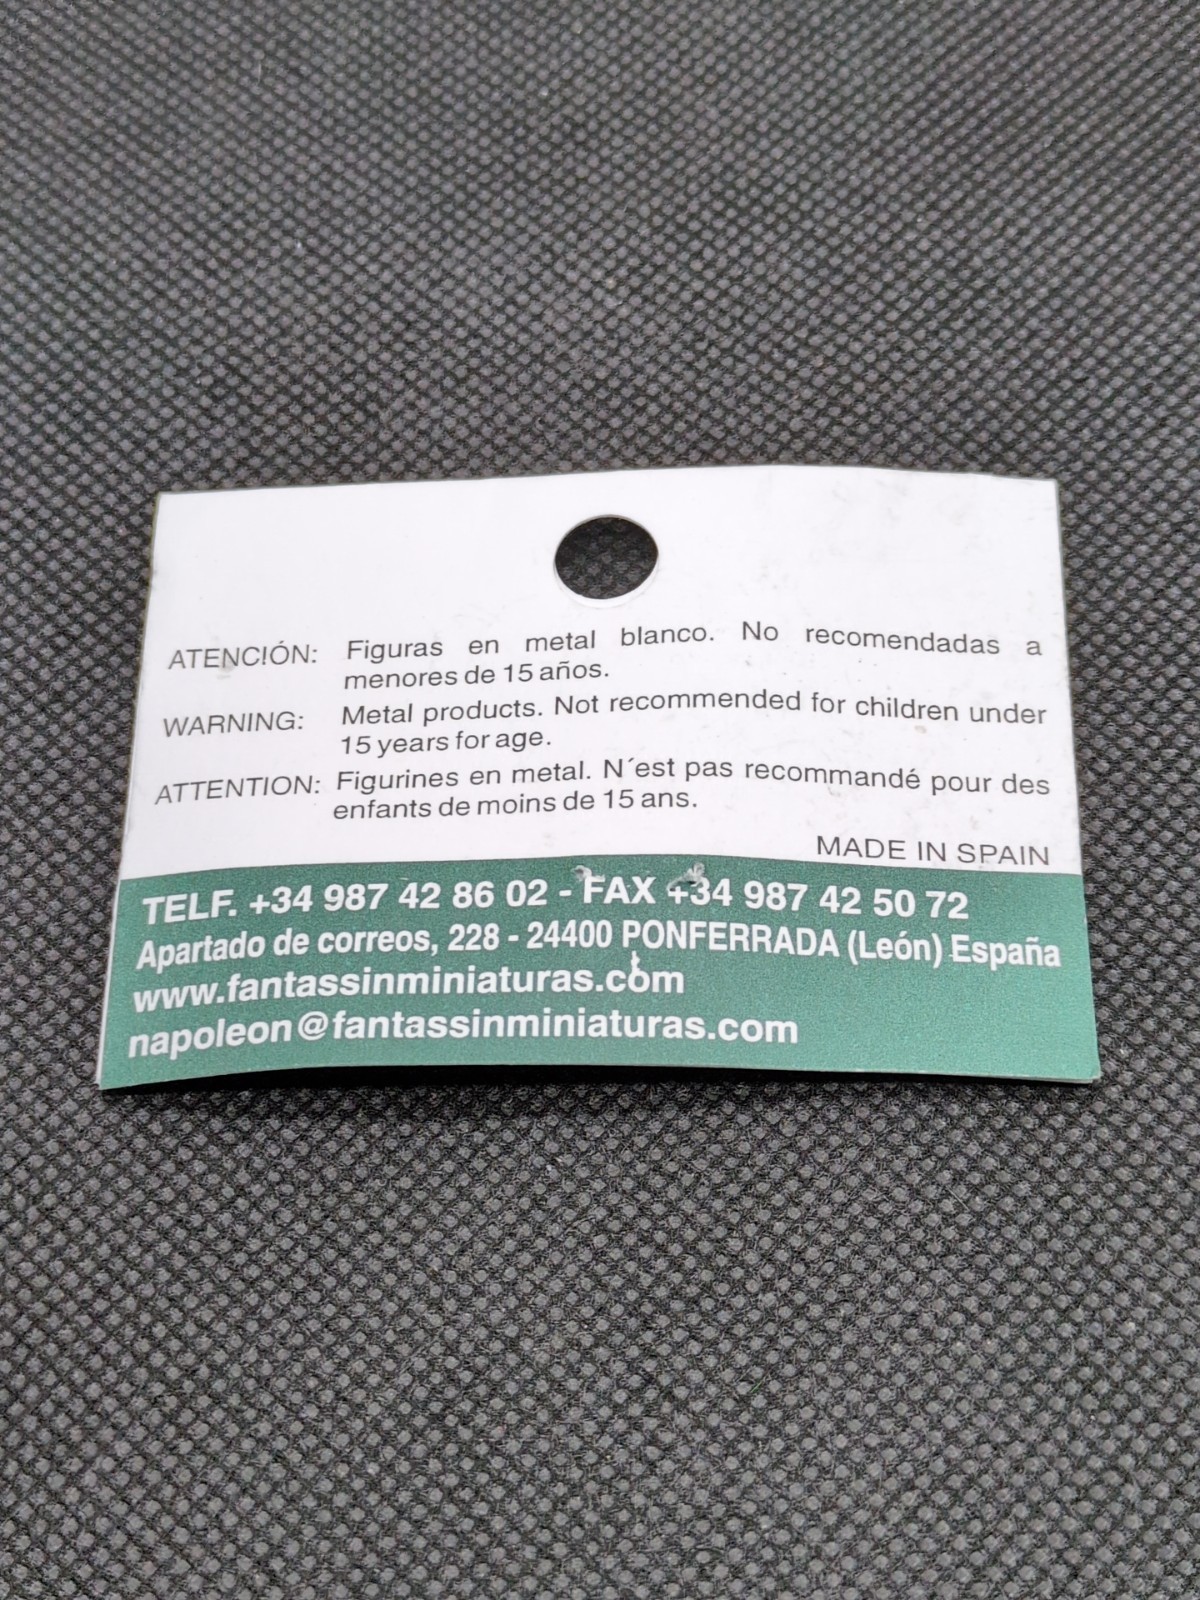 ATENCIÓN: Figuras en metal blanco. No recomendadas a
menores de 15 años.
WARNING: Metal products. Not recommended for children under
15 years for age.
ATTENTION: Figurines en metal. N´est pas recommandé pour des
enfants de moins de 15 ans.
MADE IN SPAIN
TELF. +34 987 42 86 02 - FAX +34 987 42 50 72
Apartado de correos, 228 - 24400 PONFERRADA (León) España
www.fantassinminiaturas.com
napoleon@fantassinminiaturas.com